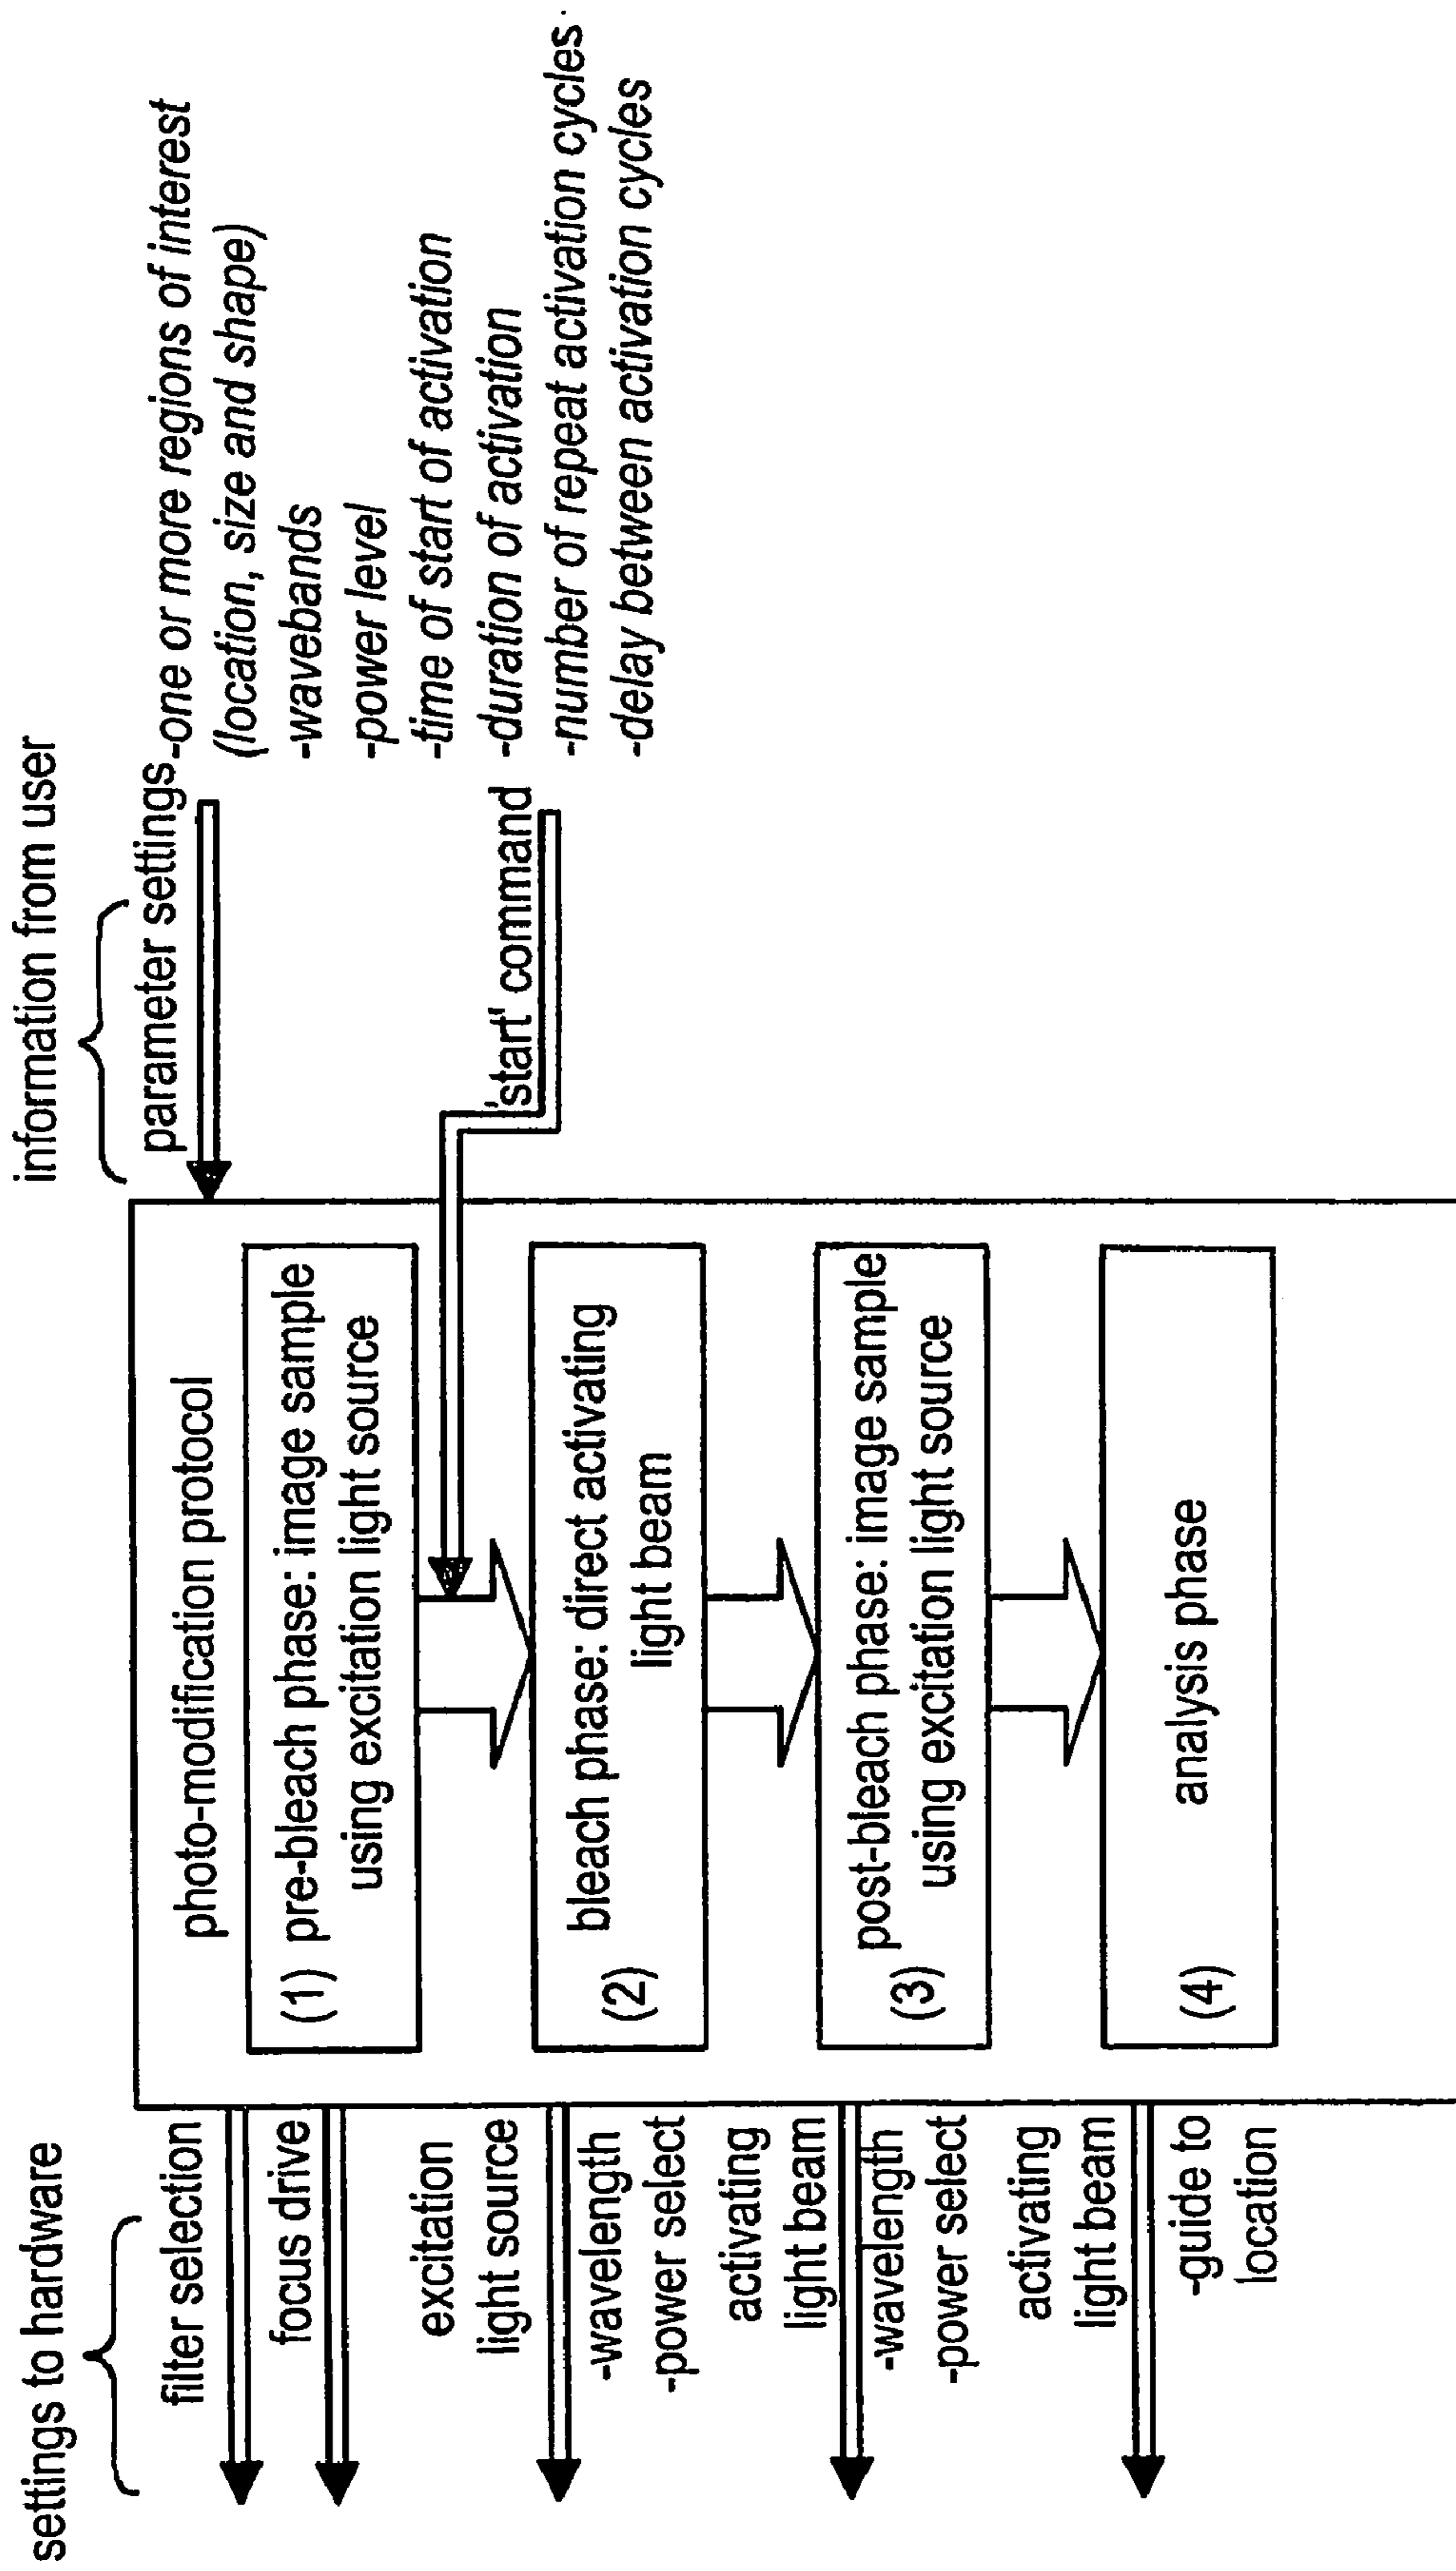 settings to hardware
filter selection
focus drive
excitation
light source
-wavelength
-power select
activating
light beam
-wavelength
-power select
activating
light beam
-guide to
location
photo-modification protocol
(1) pre-bleach phase: image sample
using excitation light source
bleach phase: direct activating
(2) light beam
post-bleach phase: image sample
(3) using excitation light source
(4) analysis phase
information from user
parameter settings
'start' command
-one or more regions of interest
(location, size and shape)
-wavebands
-power level
-time of start of activation
-duration of activation
-number of repeat activation cycles
-delay between activation cycles